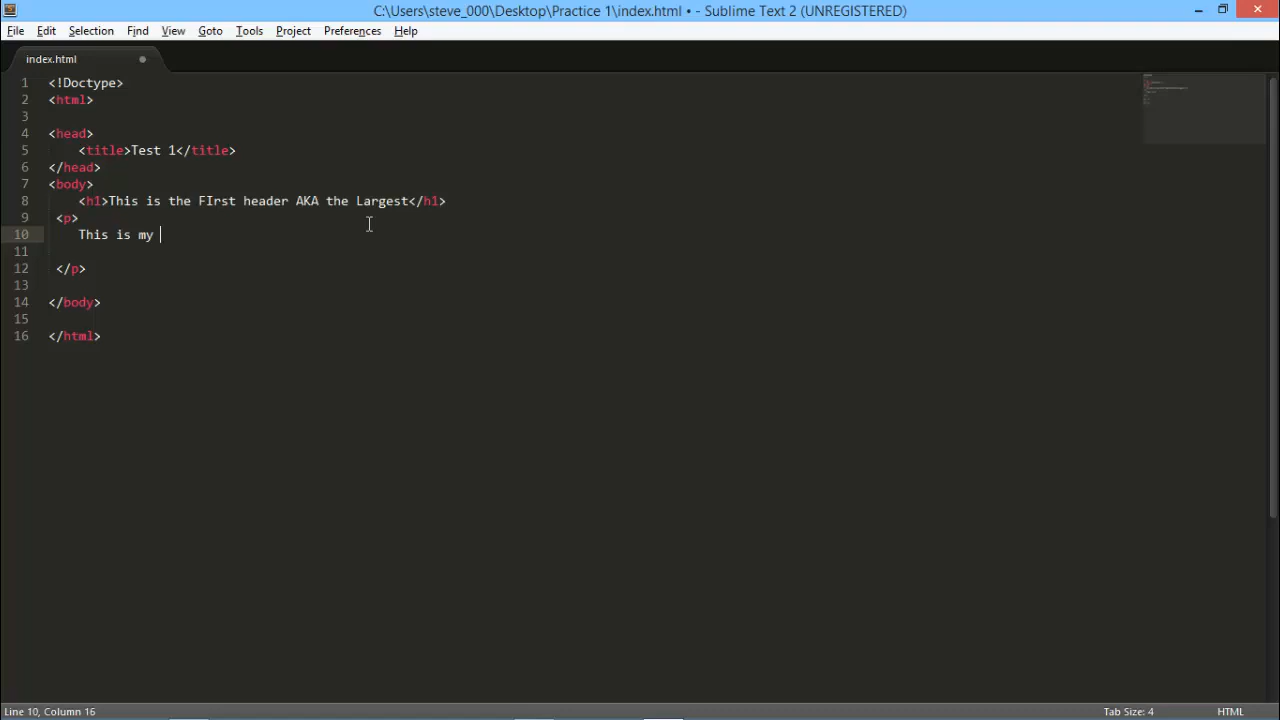 C:\Users\steve_000\Desktop\Practice 1\index.html • - Sublime Text 2 (UNREGISTERED)
File Edit Selection Find View Goto Tools Project Preferences Help
index.html
1 <!Doctype>
2 <html>
3
4 <head>
5 <title>Test 1</title>
6 </head>
7 <body>
8 <h1>This is the FIrst header AKA the Largest</h1>
9 <p>
10 This is my
11
12 </p>
13
14 </body>
15
16 </html>
Line 10, Column 16 Tab Size: 4 HTML